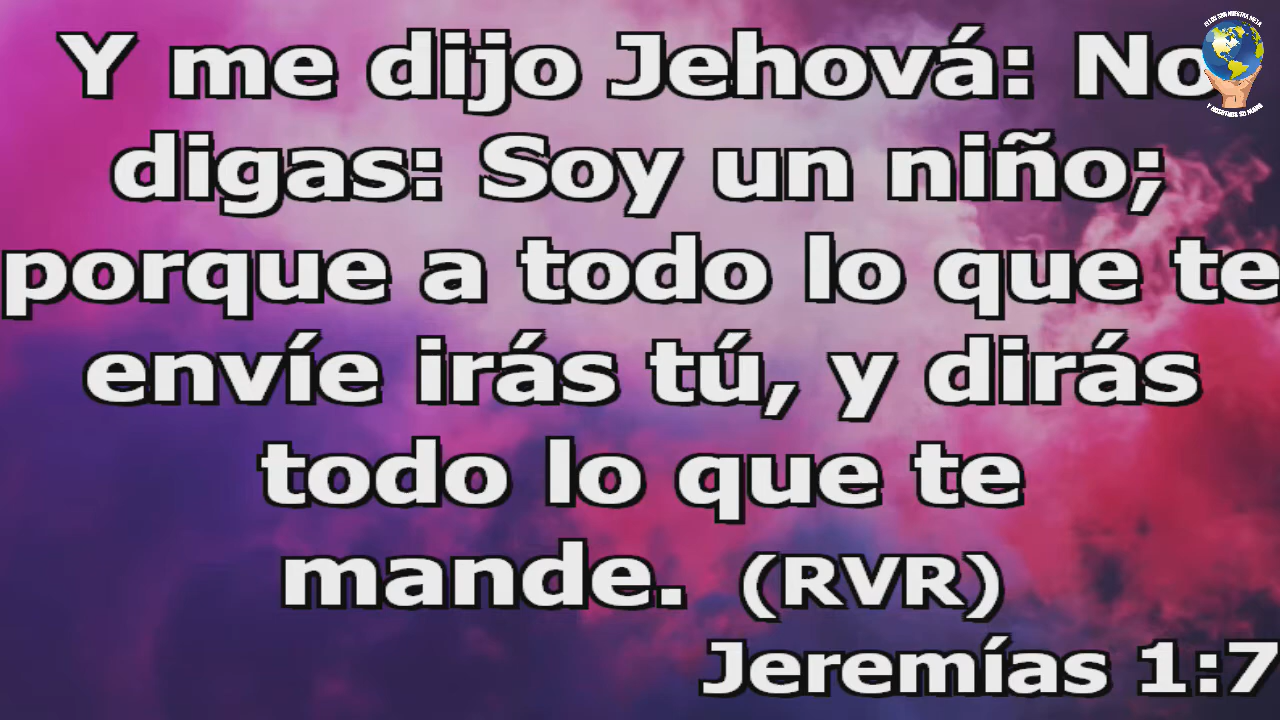 Y me dijo Jehová: No
digas: Soy un niño;
porque a todo lo que te
envíe irás tú, y dirás
todo lo que te
mande. (RVR)
Jeremías 1:7